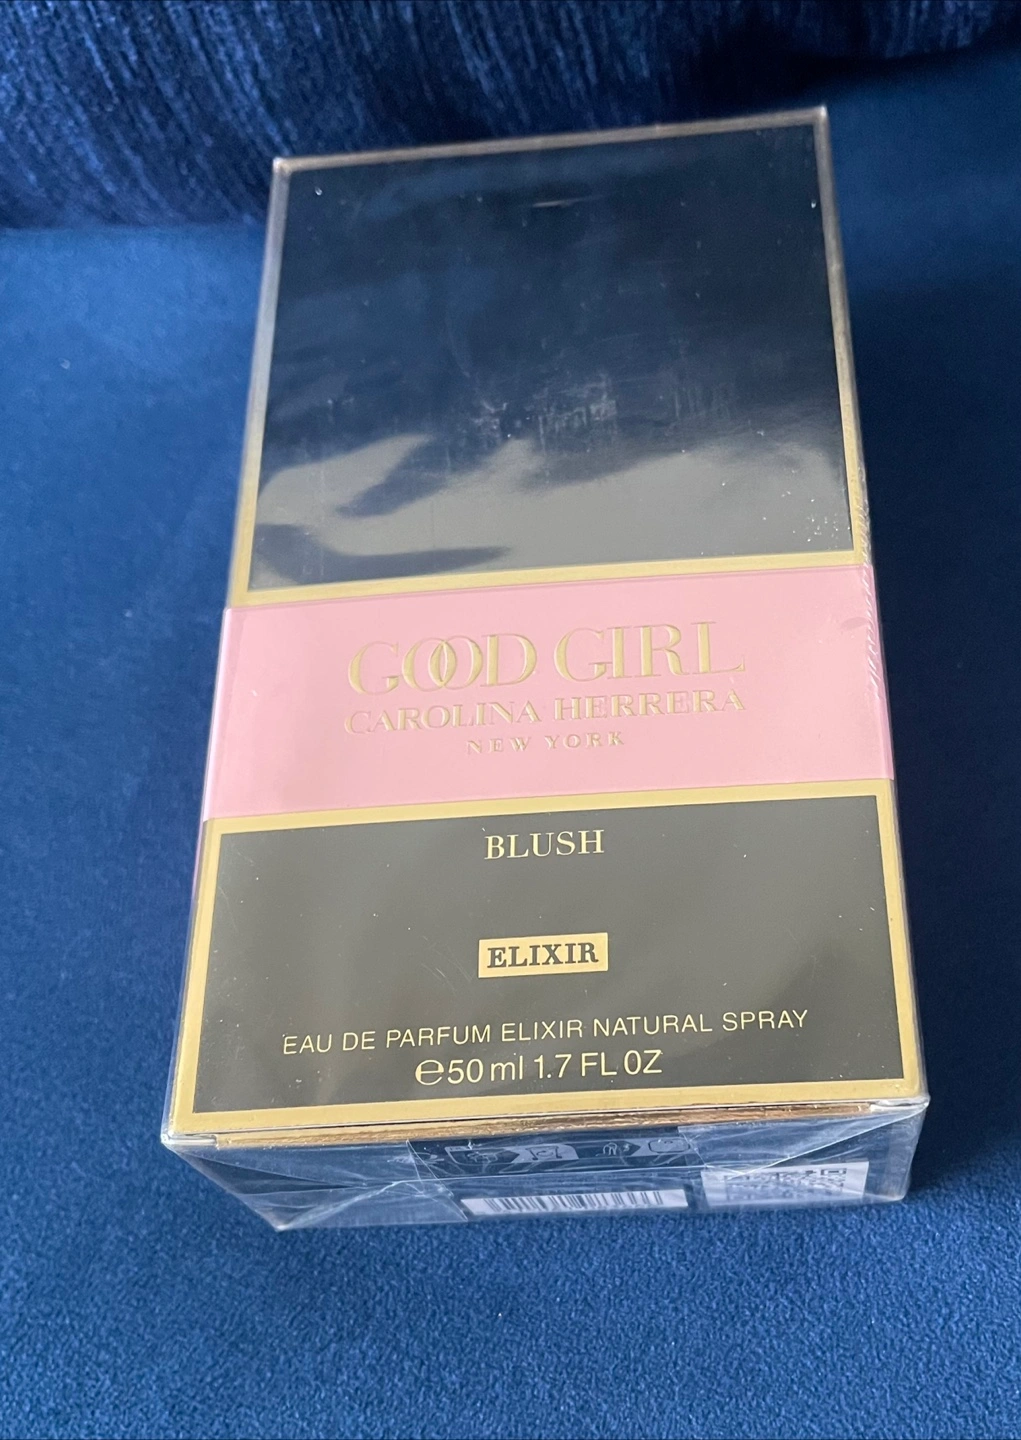 GOOD GIRL
CAROLINA HERRERA
NEW YORK
BLUSH
ELIXIR
EAU DE PARFUM ELIXIR NATURAL SPRAY
℮50 ml 1.7 FL OZ